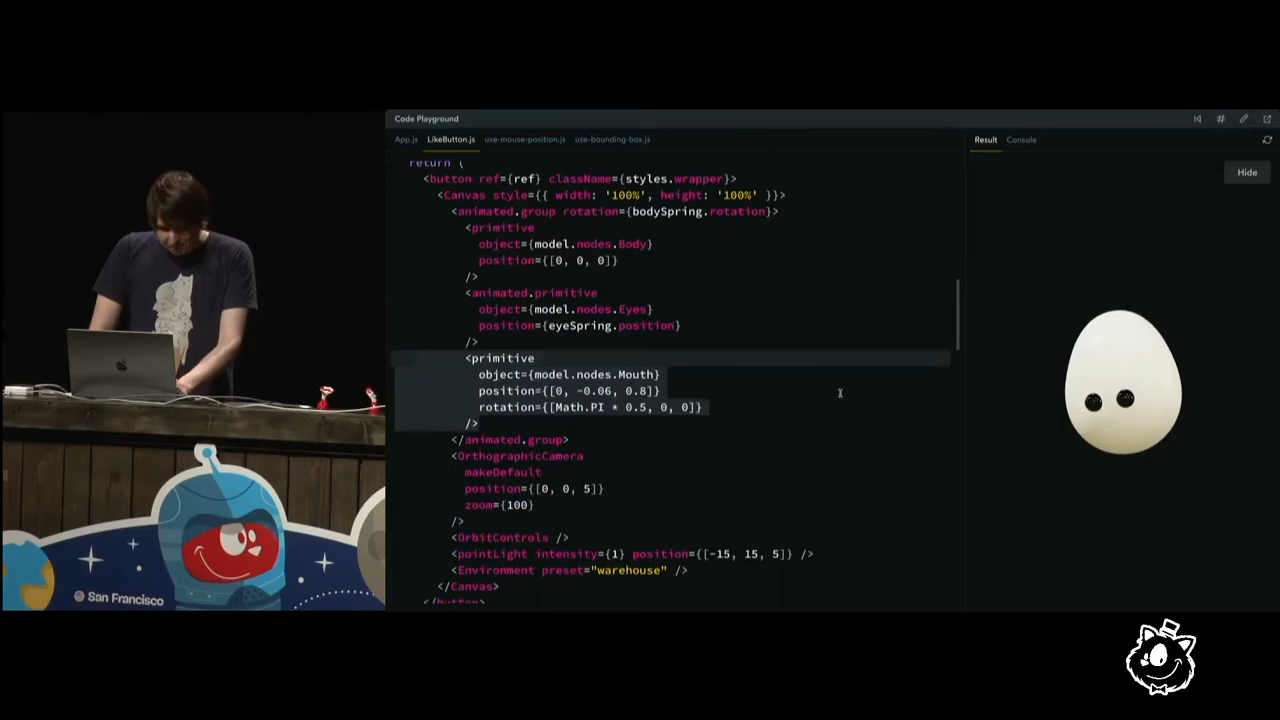 Code Playground
App.js LikeButton.js use-mouse-position.js use-bounding-box.js
Result Console
Hide
return (
<button ref={ref} className={styles.wrapper}>
<Canvas style={{ width: '100%', height: '100%' }}>
<animated.group rotation={bodySpring.rotation}>
<primitive
object={model.nodes.Body}
position={[0, 0, 0]}
/>
<animated.primitive
object={model.nodes.Eyes}
position={eyeSpring.position}
/>
<primitive
object={model.nodes.Mouth}
position={[0, -0.06, 0.8]}
rotation={[Math.PI * 0.5, 0, 0]}
/>
</animated.group>
<OrthographicCamera
makeDefault
position={[0, 0, 5]}
zoom={100}
/>
<OrbitControls />
<pointLight intensity={1} position={[-15, 15, 5]} />
<Environment preset="warehouse" />
</Canvas>
</button>
San Francisco